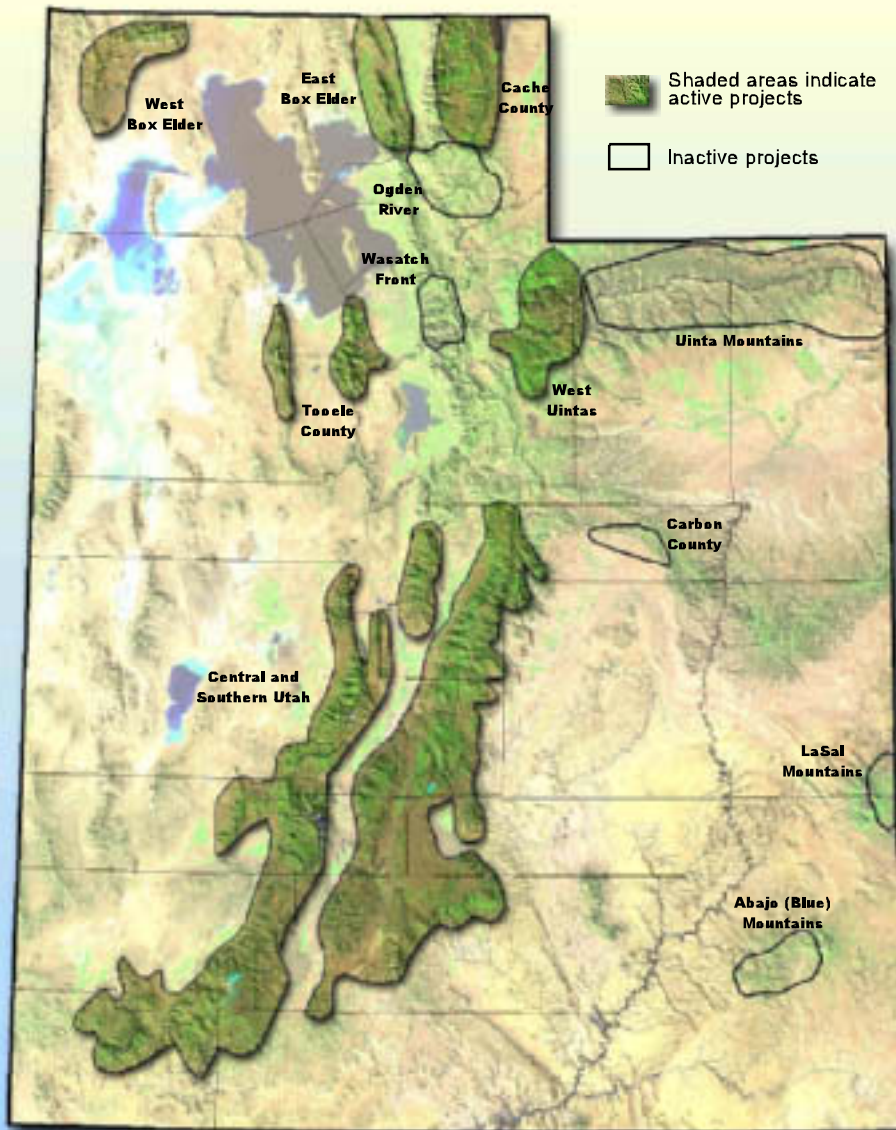 West
Box Elder
East
Box Elder
Cache
County
Shaded areas indicate
active projects
Inactive projects
Ogden
River
Wasatch
Front
Uinta Mountains
West
Uintas
Tooele
County
Carbon
County
Central and
Southern Utah
LaSal
Mountains
Abajo (Blue)
Mountains